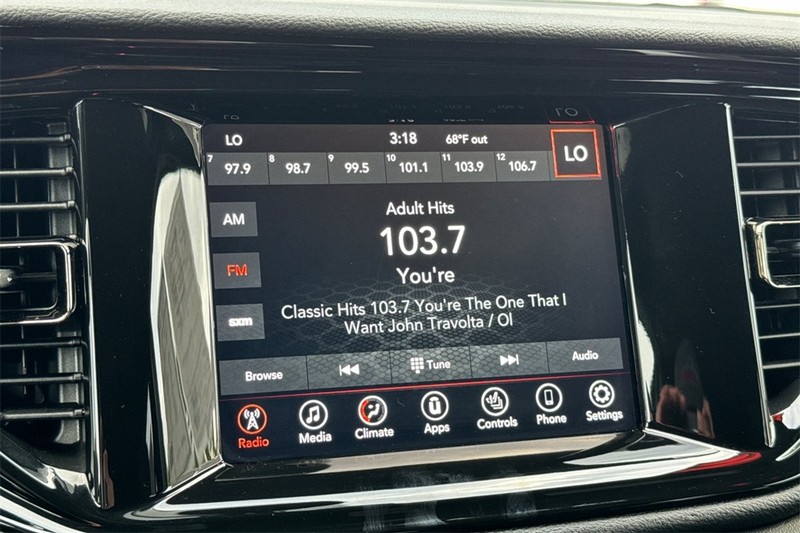 LO 3:18 68°F out LO
7 97.9 8 98.7 9 99.5 10 101.1 11 103.9 12 106.7
Adult Hits
AM
103.7
You're
FM
Classic Hits 103.7 You're The One That I
Want John Travolta / Ol
sxm
Browse Tune Audio
Radio Media Climate Apps Controls Phone Settings